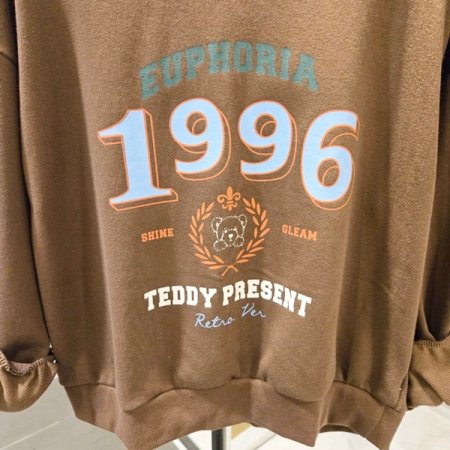 EUPHORIA
1996
SHINE GLEAM
TEDDY PRESENT
Retro Ver